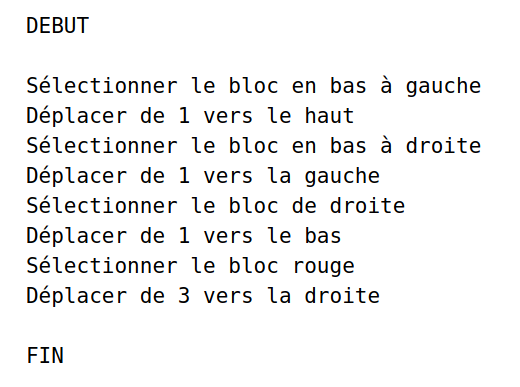 DEBUT
Sélectionner le bloc en bas à gauche
Déplacer de 1 vers le haut
Sélectionner le bloc en bas à droite
Déplacer de 1 vers la gauche
Sélectionner le bloc de droite
Déplacer de 1 vers le bas
Sélectionner le bloc rouge
Déplacer de 3 vers la droite
FIN